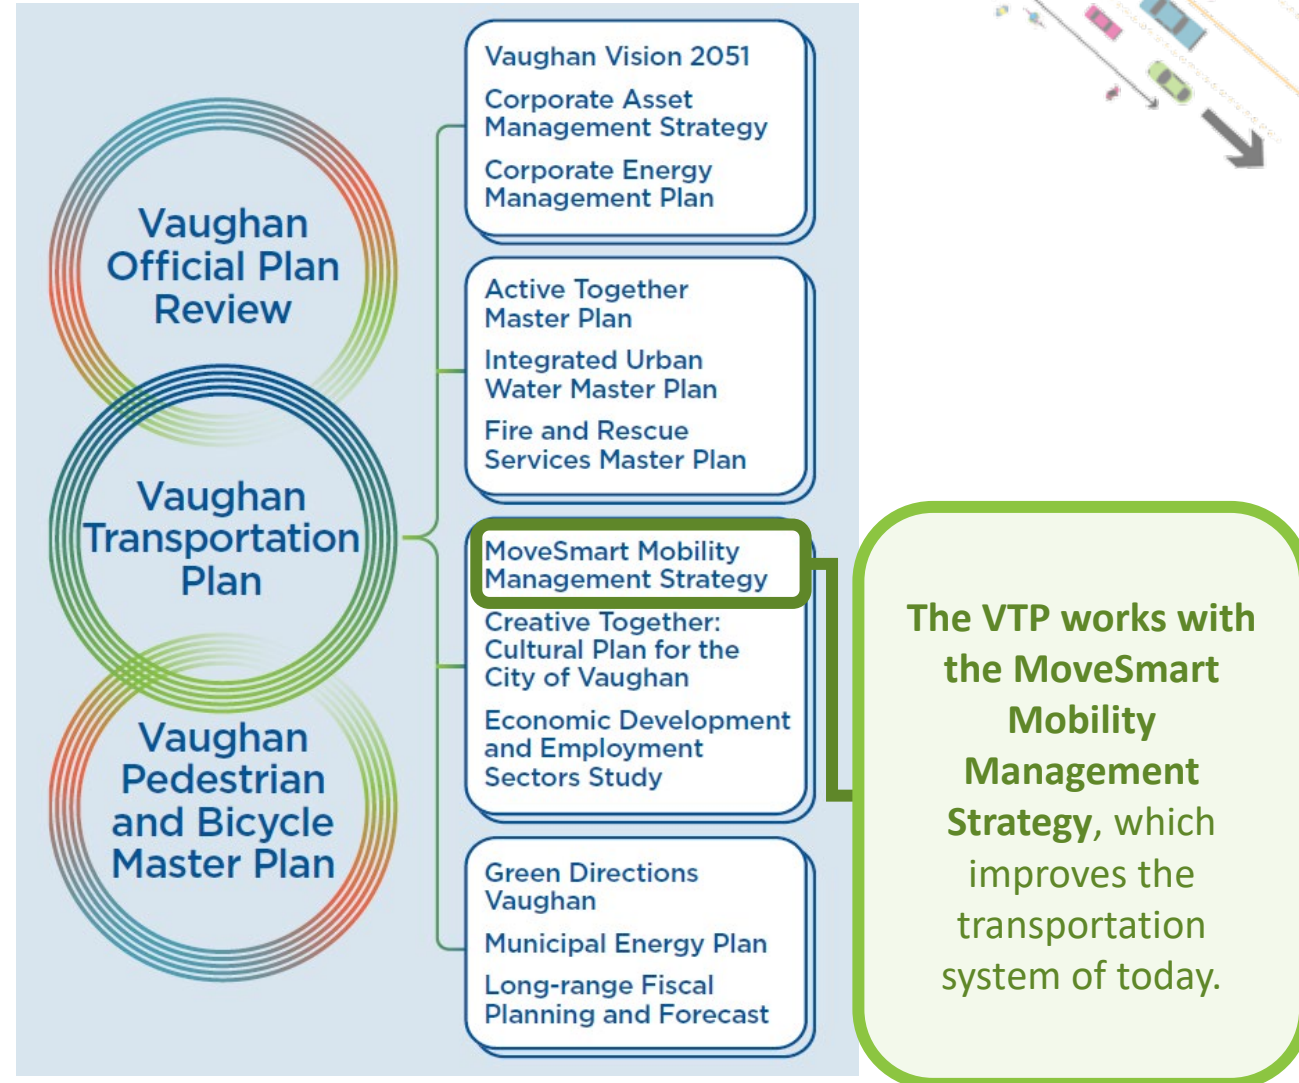 Vaughan
Official Plan
Review
Vaughan
Transportation
Plan
Vaughan
Pedestrian
and Bicycle
Master Plan
Vaughan Vision 2051
Corporate Asset
Management Strategy
Corporate Energy
Management Plan
Active Together
Master Plan
Integrated Urban
Water Master Plan
Fire and Rescue
Services Master Plan
MoveSmart Mobility
Management Strategy
Creative Together:
Cultural Plan for the
City of Vaughan
Economic Development
and Employment
Sectors Study
Green Directions
Vaughan
Municipal Energy Plan
Long-range Fiscal
Planning and Forecast
The VTP works with
the MoveSmart
Mobility
Management
Strategy, which
improves the
transportation
system of today.